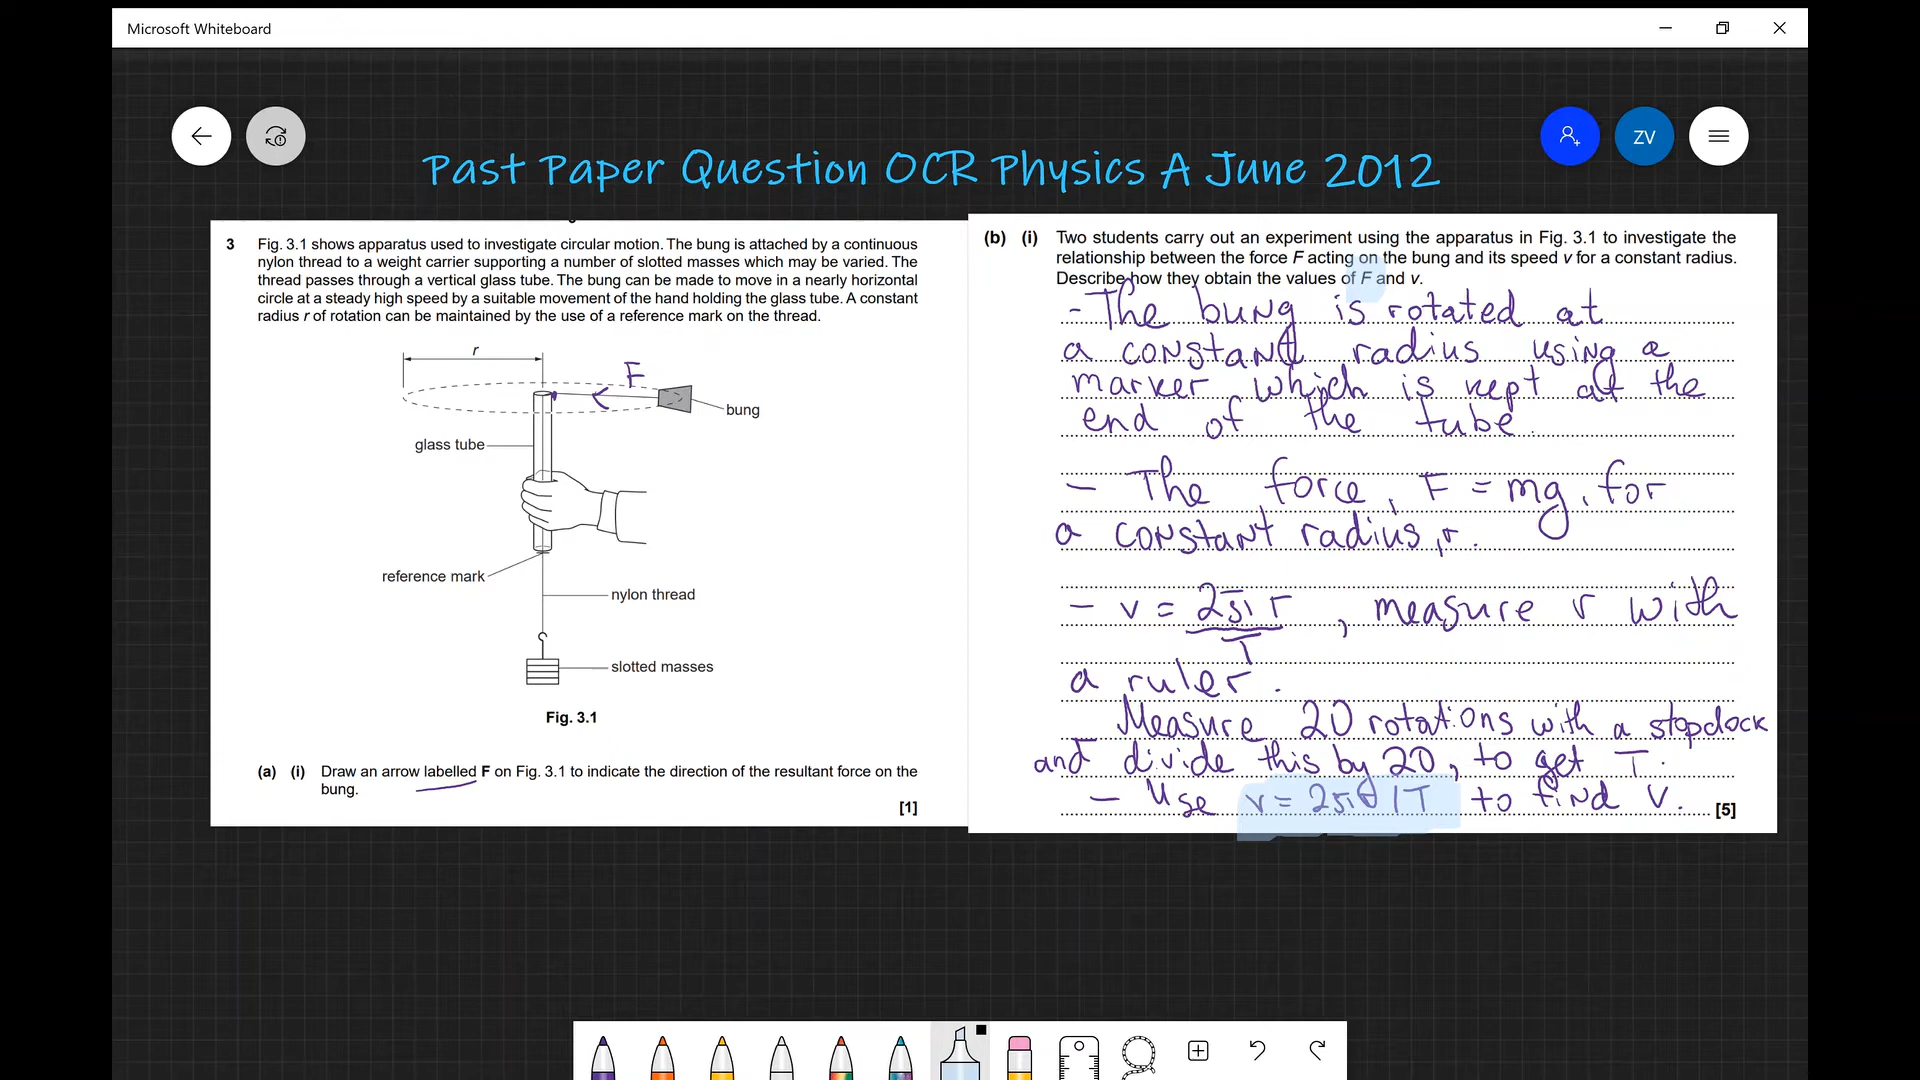 Microsoft Whiteboard
ZV
Past Paper Question OCR Physics A June 2012
3 Fig. 3.1 shows apparatus used to investigate circular motion. The bung is attached by a continuous
nylon thread to a weight carrier supporting a number of slotted masses which may be varied. The
thread passes through a vertical glass tube. The bung can be made to move in a nearly horizontal
circle at a steady high speed by a suitable movement of the hand holding the glass tube. A constant
radius r of rotation can be maintained by the use of a reference mark on the thread.
r
F
bung
glass tube
reference mark
nylon thread
slotted masses
Fig. 3.1
(a) (i) Draw an arrow labelled F on Fig. 3.1 to indicate the direction of the resultant force on the
bung.
[1]
(b) (i) Two students carry out an experiment using the apparatus in Fig. 3.1 to investigate the
relationship between the force F acting on the bung and its speed v for a constant radius.
Describe how they obtain the values of F and v.
- The bung is rotated at
a constant radius using a
marker which is kept at the
end of the tube.
- The force, F = mg, for
a constant radius, r.
- v = 2πr / T, measure r with
a ruler.
- Measure 20 rotations with a stopclock
and divide this by 20, to get T.
- Use v = 2πr/T to find v. [5]